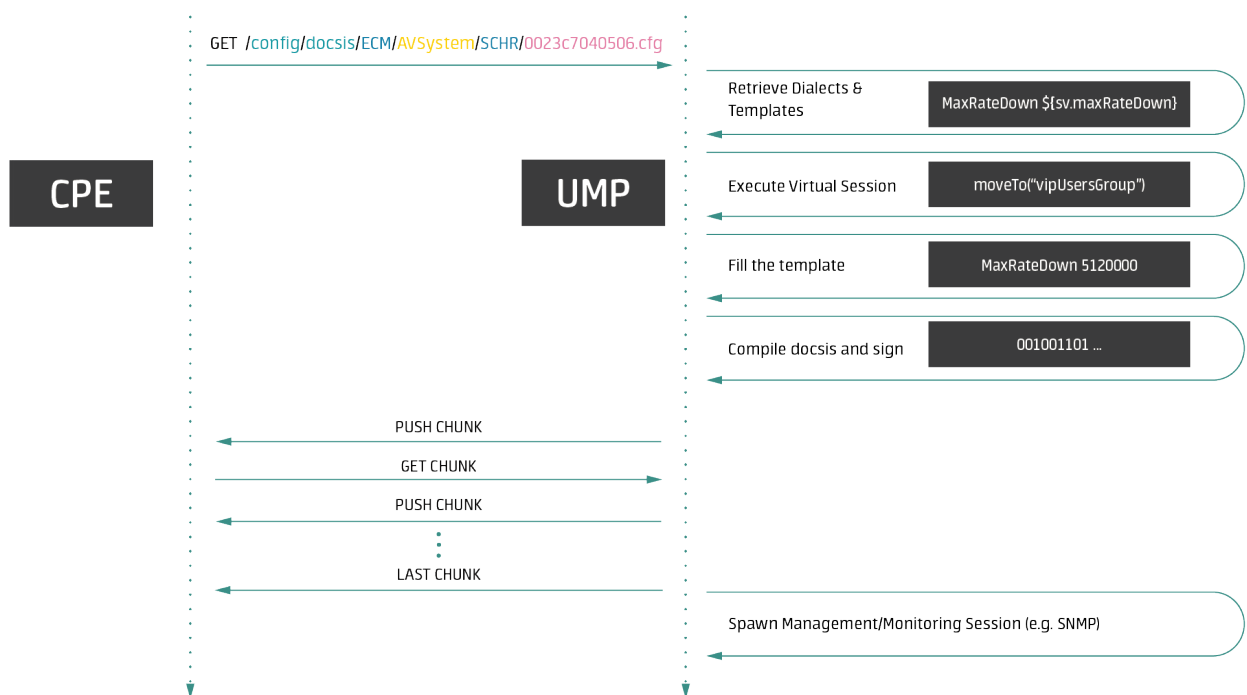 GET /config/docsis/ECM/AVSystem/SCHR/0023c7040506.cfg
Retrieve Dialects &
Templates
MaxRateDown ${sv.maxRateDown}
CPE
UMP
Execute Virtual Session
moveTo(“vipUsersGroup”)
Fill the template
MaxRateDown 5120000
Compile docsis and sign
001001101 ...
PUSH CHUNK
GET CHUNK
PUSH CHUNK
LAST CHUNK
Spawn Management/Monitoring Session (e.g. SNMP)